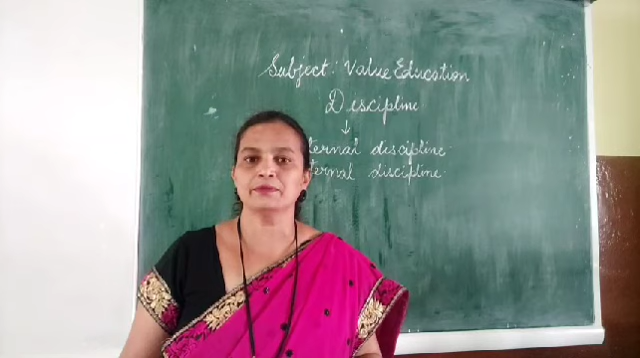 Subject: Value Education
Discipline
↓
ternal discipline
ternal discipline